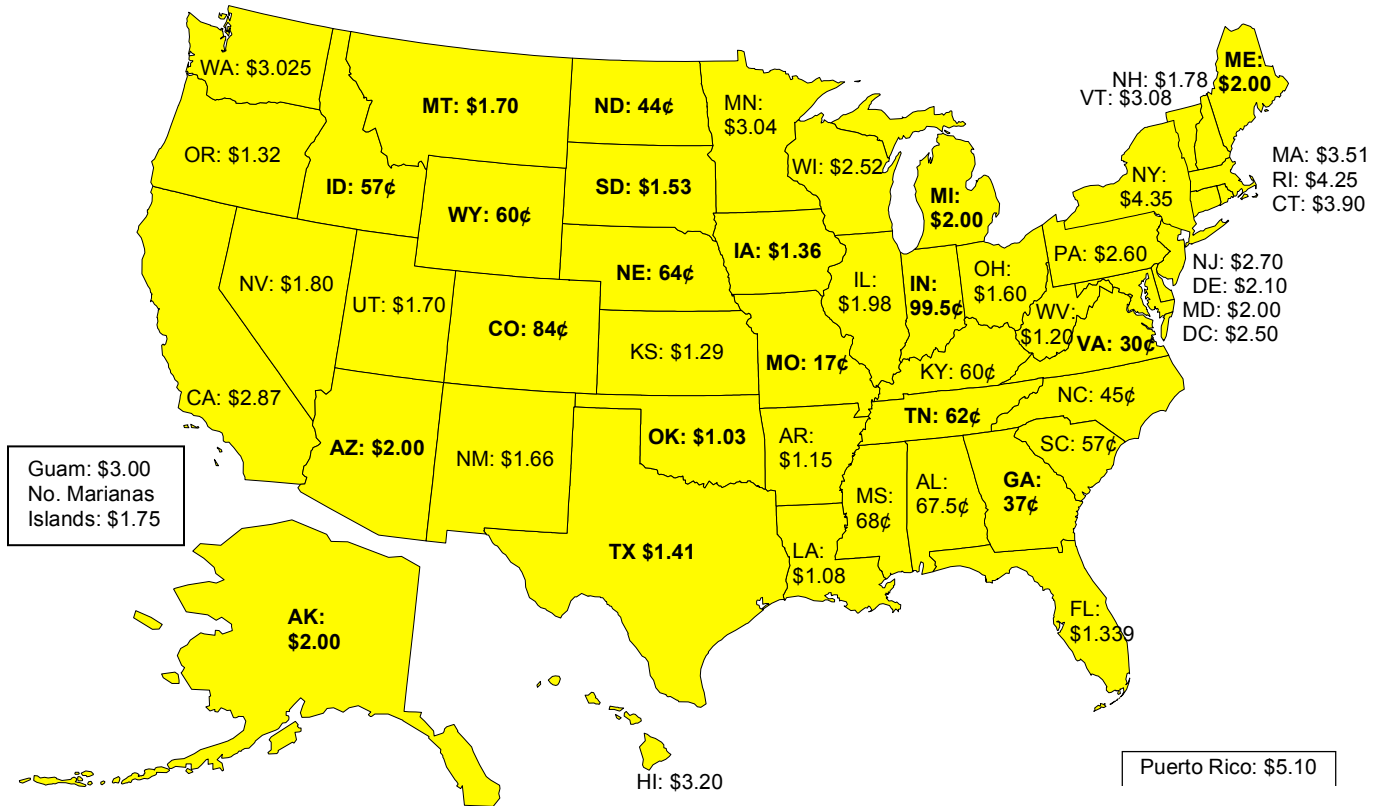 ME:
$2.00
NH: $1.78
VT: $3.08
WA: $3.025
MT: $1.70
ND: 44¢
MN:
$3.04
OR: $1.32
WI: $2.52
MA: $3.51
RI: $4.25
CT: $3.90
ID: 57¢
SD: $1.53
NY:
$4.35
MI:
$2.00
WY: 60¢
IA: $1.36
PA: $2.60
NJ: $2.70
DE: $2.10
MD: $2.00
DC: $2.50
NV: $1.80
NE: 64¢
IL:
$1.98
IN:
99.5¢
OH:
$1.60
UT: $1.70
CO: 84¢
WV:
$1.20
VA: 30¢
KS: $1.29
MO: 17¢
KY: 60¢
CA: $2.87
NC: 45¢
TN: 62¢
AZ: $2.00
NM: $1.66
OK: $1.03
AR:
$1.15
SC: 57¢
Guam: $3.00
No. Marianas
Islands: $1.75
MS:
68¢
AL:
67.5¢
GA:
37¢
TX $1.41
LA:
$1.08
FL:
$1.339
AK:
$2.00
HI: $3.20
Puerto Rico: $5.10